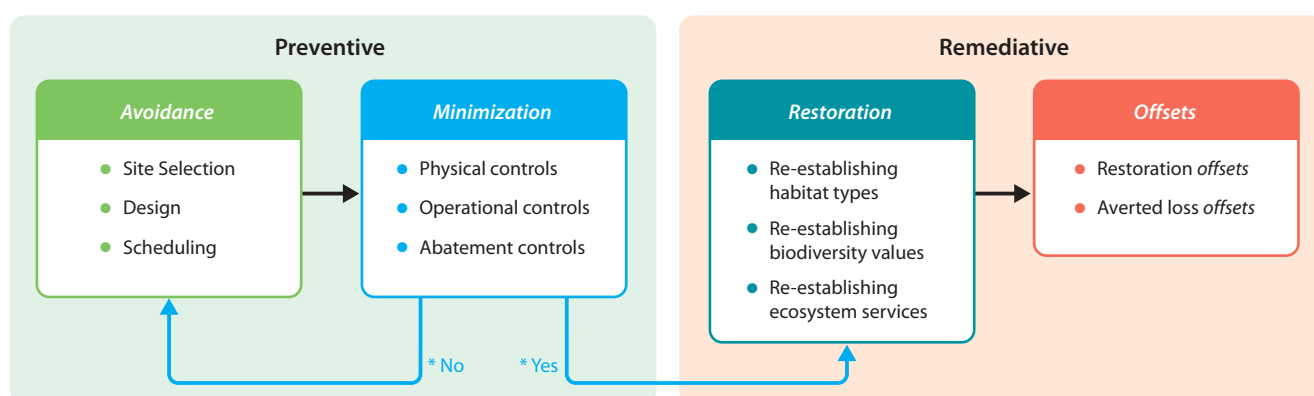 Preventive
Avoidance
Site Selection
Design
Scheduling
Minimization
Physical controls
Operational controls
Abatement controls
* No
* Yes
Remediative
Restoration
Re-establishing
habitat types
Re-establishing
biodiversity values
Re-establishing
ecosystem services
Offsets
Restoration offsets
Averted loss offsets